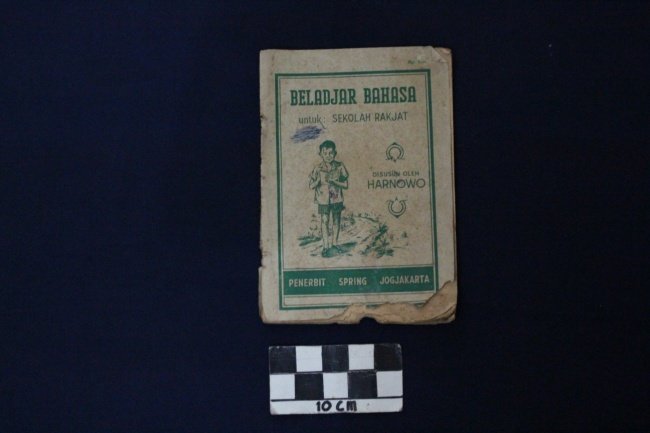 BELADJAR BAHASA
untuk: SEKOLAH RAKJAT
DISUSUN OLEH
HARNOWO
PENERBIT SPRING JOGJAKARTA
10 CM